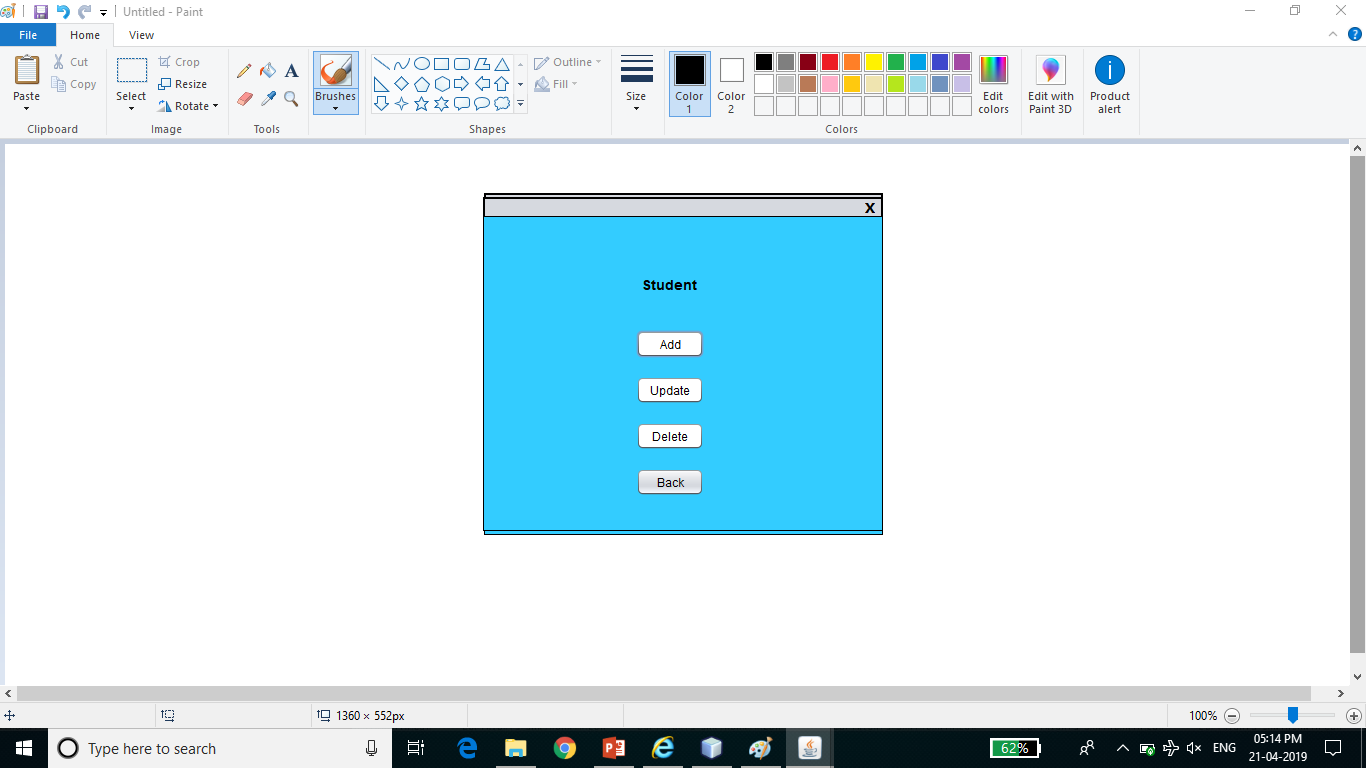 Untitled - Paint
File Home View
Paste
Cut
Copy
Clipboard
Select
Crop
Resize
Rotate
Image
A
Tools
Brushes
Shapes
Outline
Fill
Size
Color
1
Color
2
Colors
Edit
colors
Edit with
Paint 3D
Product
alert
X
Student
Add
Update
Delete
Back
1360 × 552px
100%
Type here to search
62%
ENG
05:14 PM
21-04-2019